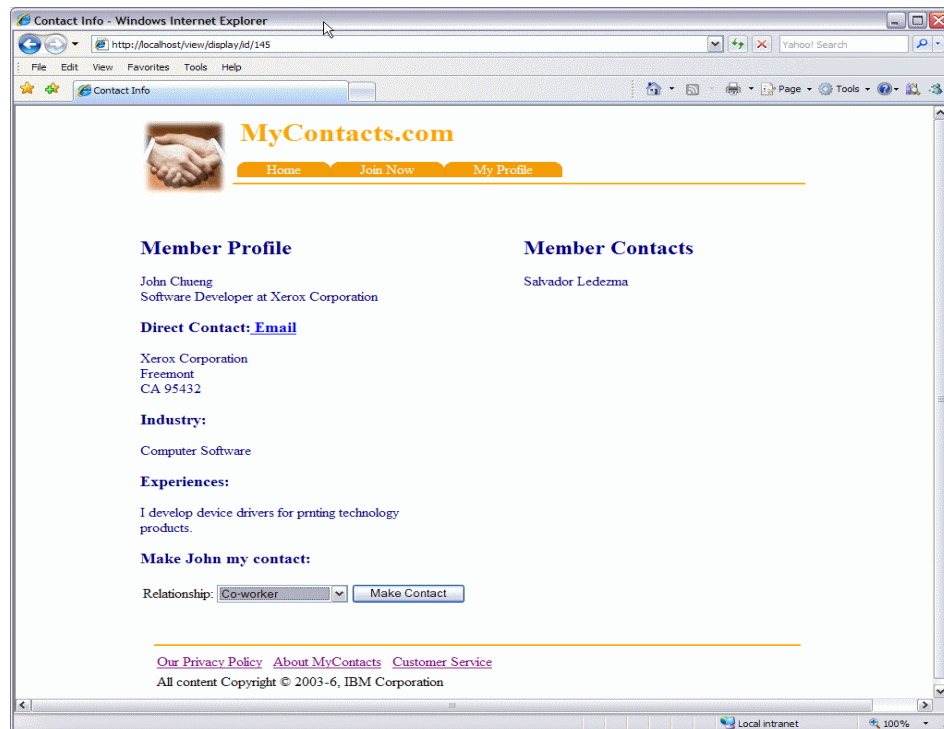 Contact Info - Windows Internet Explorer
http://localhost/view/display/id/145
Yahoo! Search
File Edit View Favorites Tools Help
Contact Info
Page Tools
MyContacts.com
Home Join Now My Profile
Member Profile
John Chueng
Software Developer at Xerox Corporation
Direct Contact: Email
Xerox Corporation
Freemont
CA 95432
Industry:
Computer Software
Experiences:
I develop device drivers for prnting technology
products.
Make John my contact:
Relationship: Co-worker Make Contact
Member Contacts
Salvador Ledezma
Our Privacy Policy About MyContacts Customer Service
All content Copyright © 2003-6, IBM Corporation
Local intranet 100%